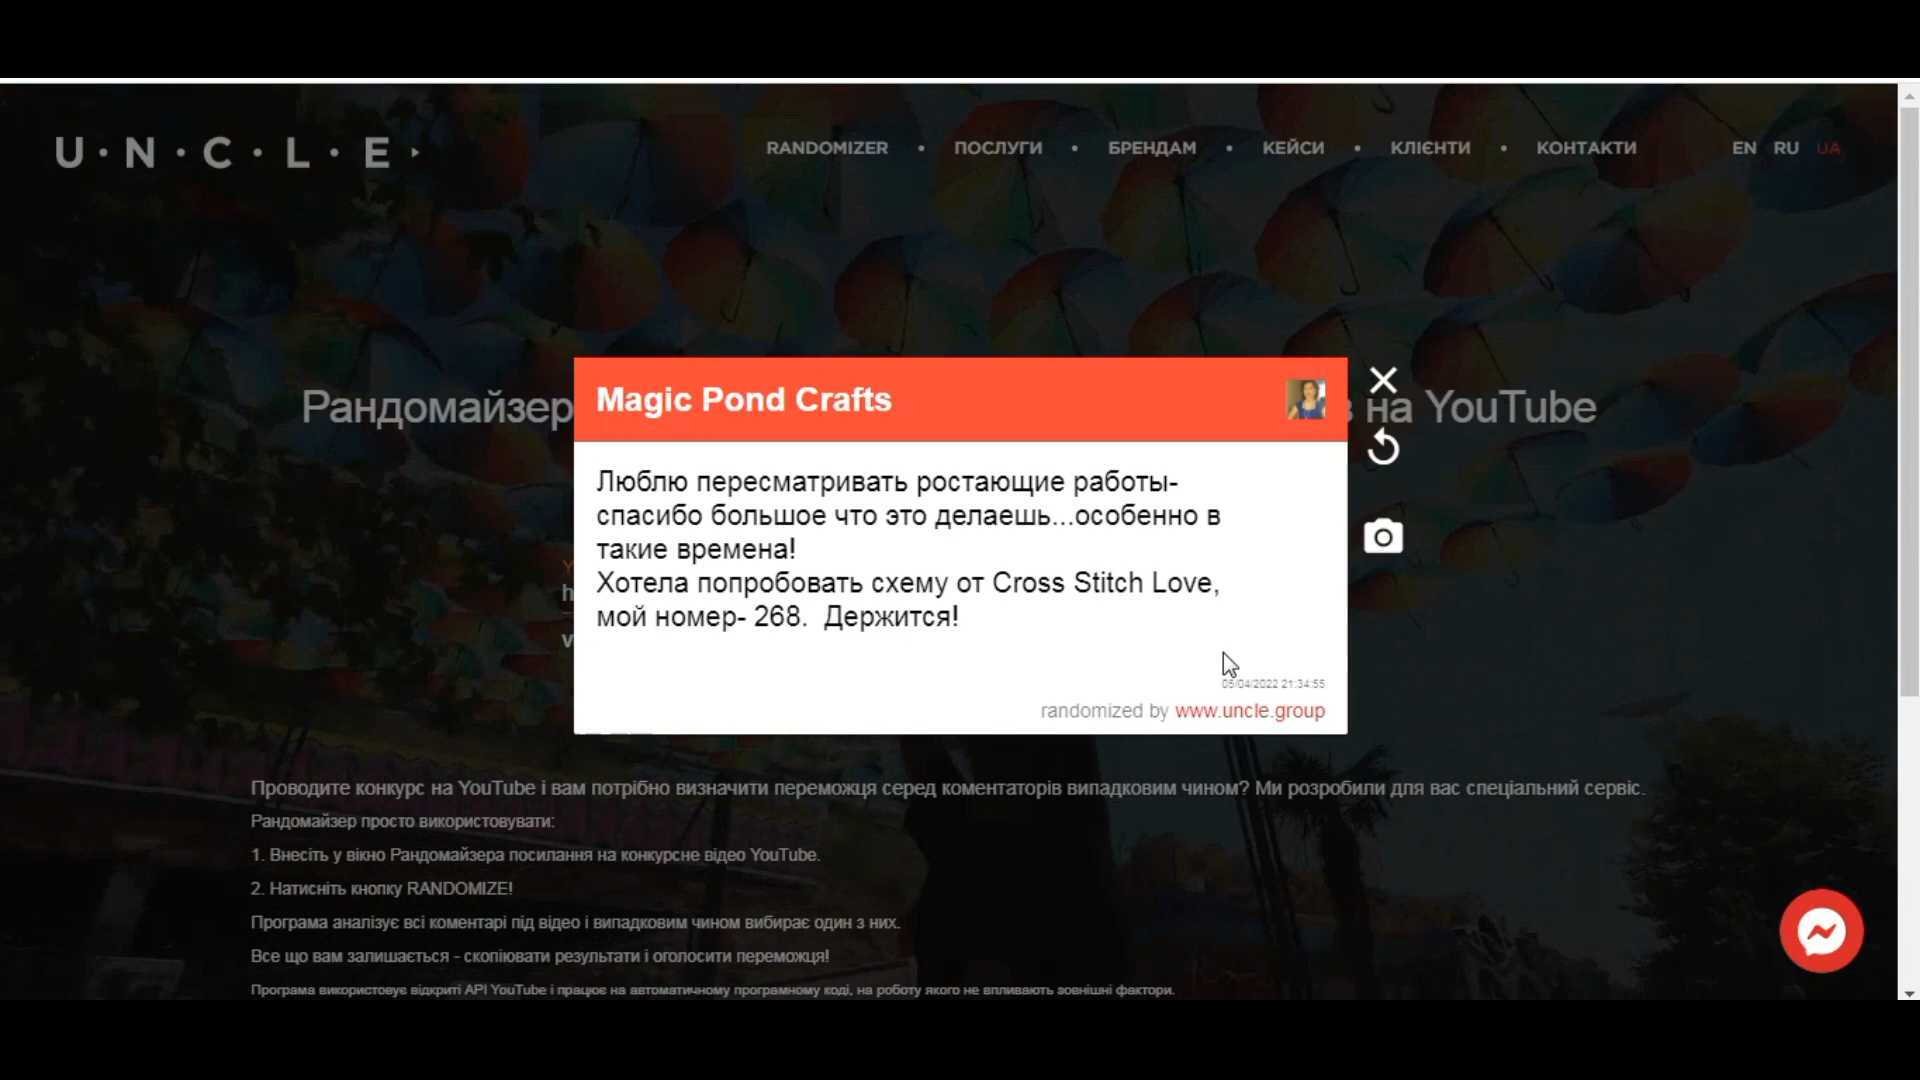 U·N·C·L·E
RANDOMIZER • ПОСЛУГИ • БРЕНДАМ • КЕЙСИ • КЛІЄНТИ • КОНТАКТИ
EN RU UA
Рандомайзер
на YouTube
Magic Pond Crafts
Люблю пересматривать ростающие работы-
спасибо большое что это делаешь...особенно в
такие времена!
Хотела попробовать схему от Cross Stitch Love,
мой номер- 268. Держится!
05/04/2022 21:34:55
randomized by www.uncle.group
Проводите конкурс на YouTube і вам потрібно визначити переможця серед коментаторів випадковим чином? Ми розробили для вас спеціальний сервіс.
Рандомайзер просто використовувати:
1. Внесіть у вікно Рандомайзера посилання на конкурсне відео YouTube.
2. Натисніть кнопку RANDOMIZE!
Програма аналізує всі коментарі під відео і випадковим чином вибирає один з них.
Все що вам залишається - скопіювати результати і оголосити переможця!
Програма використовує відкриті API YouTube і працює на автоматичному програмному коді, на роботу якого не впливають зовнішні фактори.